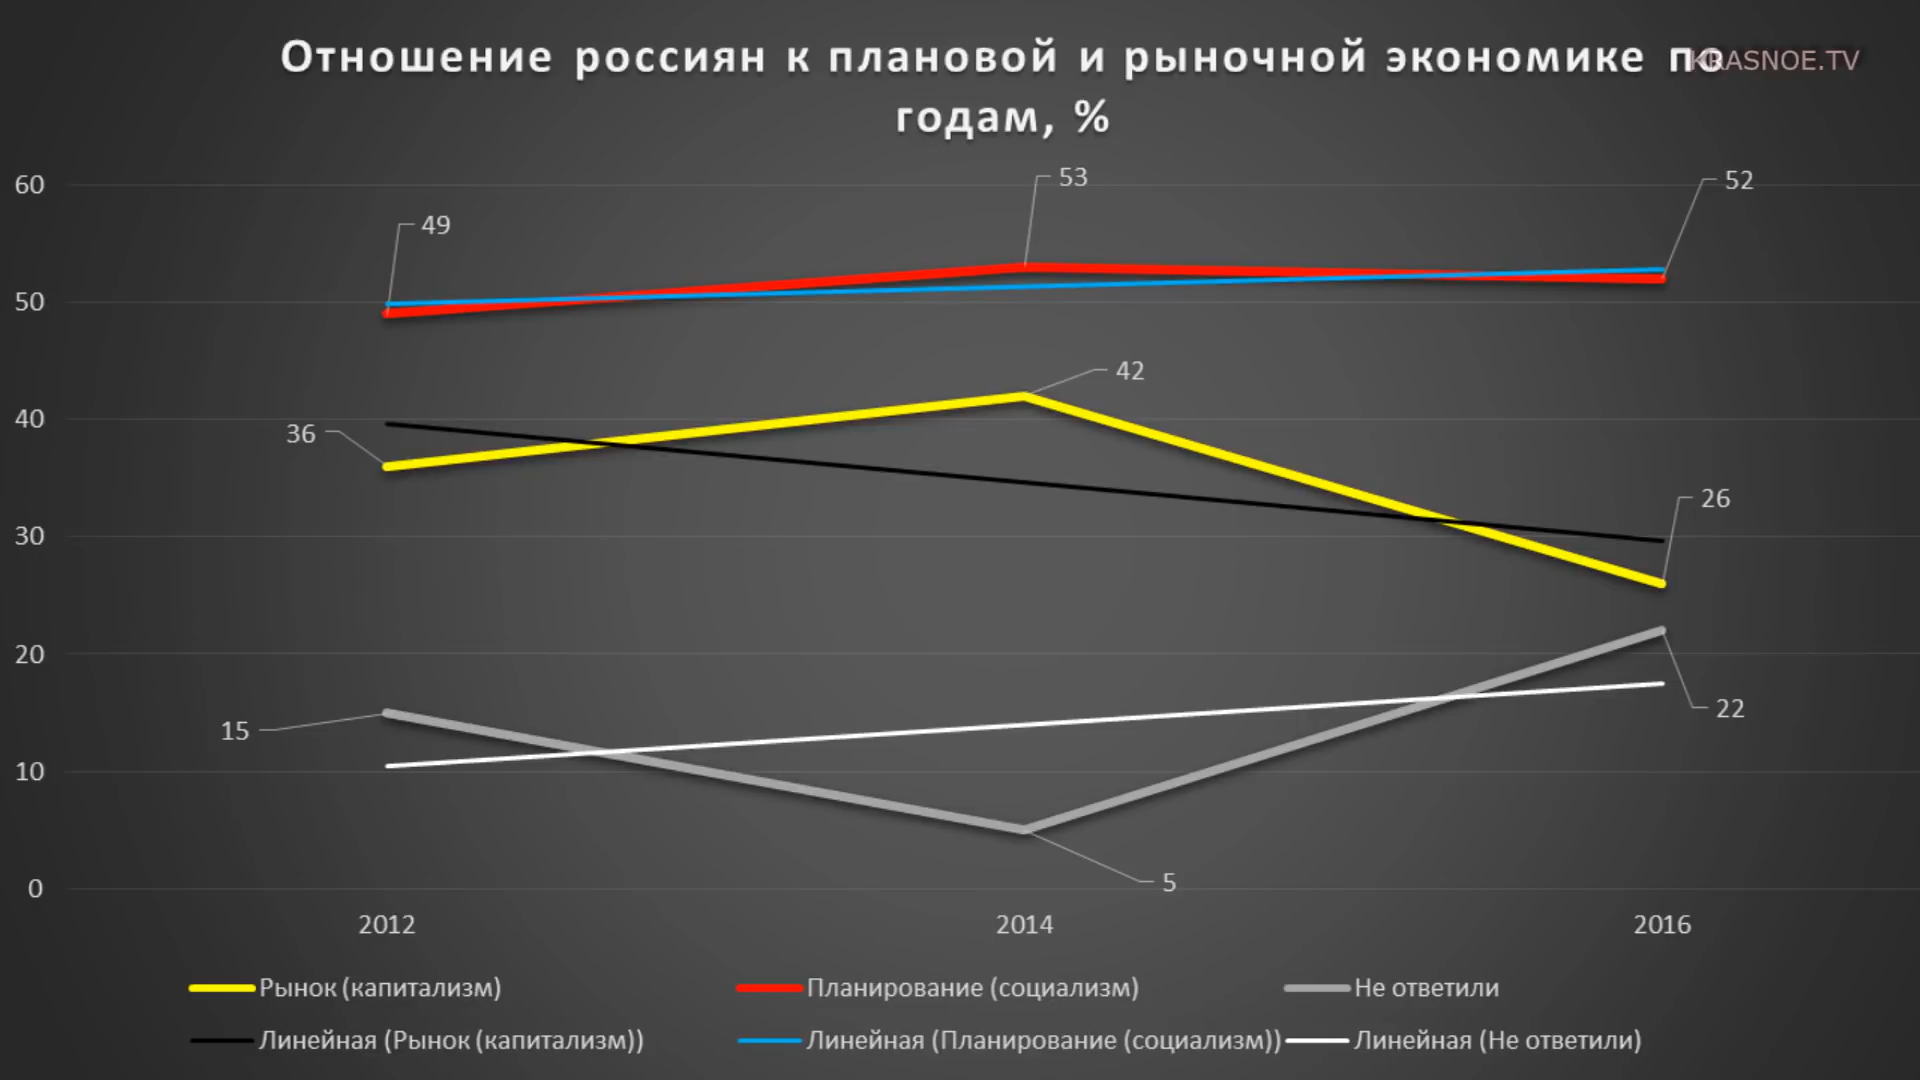 Отношение россиян к плановой и рыночной экономике по
KRASNOE.TV
годам, %
60
53
52
49
50
42
40
36
30
26
20
15
22
10
5
0
2012 2014 2016
Рынок (капитализм) Планирование (социализм) Не ответили
Линейная (Рынок (капитализм)) Линейная (Планирование (социализм)) Линейная (Не ответили)